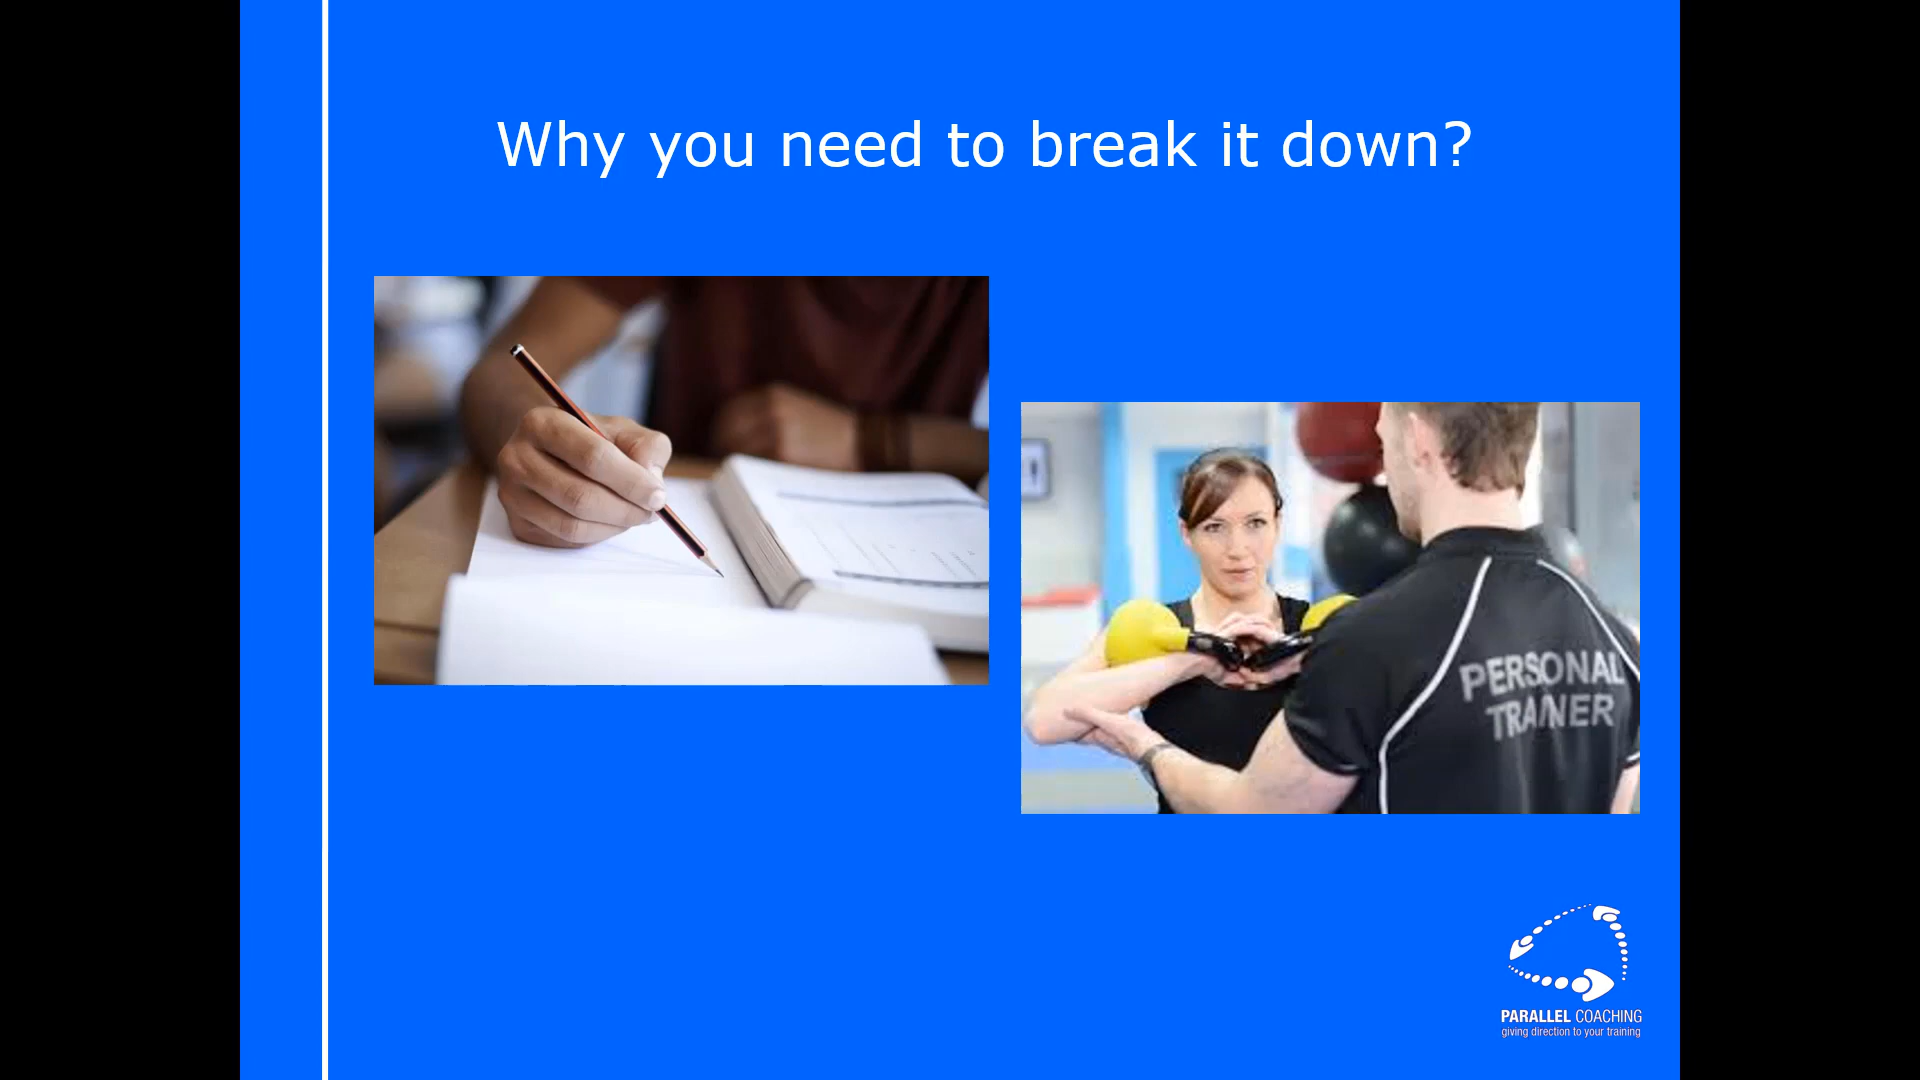 Why you need to break it down?
PERSONAL
TRAINER
PARALLEL COACHING
giving direction to your training